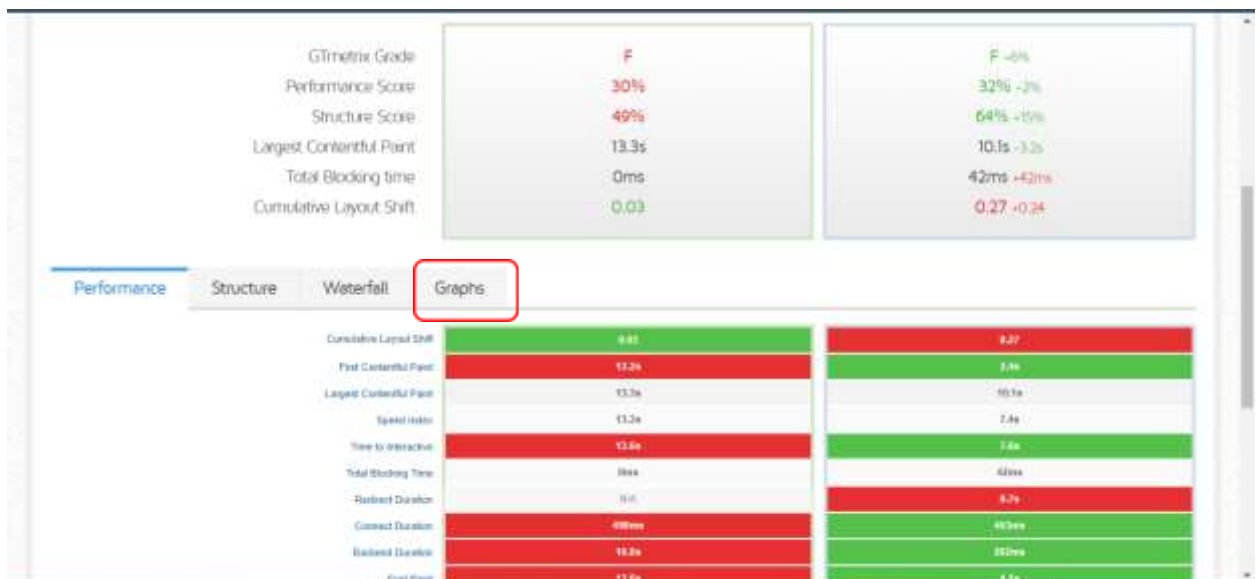 GTmetrix Grade F F +6%
Performance Score 30% 32% +2%
Structure Score 49% 64% +15%
Largest Contentful Paint 13.3s 10.1s -3.2s
Total Blocking time 0ms 42ms +42ms
Cumulative Layout Shift 0.03 0.27 +0.24
Performance Structure Waterfall Graphs
Cumulative Layout Shift 0.03 0.27
First Contentful Paint 13.2s
Largest Contentful Paint 13.3s 10.1s
Speed Index 13.2s 7.4s
Time to Interactive 13.6s
Total Blocking Time 0ms 42ms
Redirect Duration N/A
Connect Duration
Backend Duration
First Paint